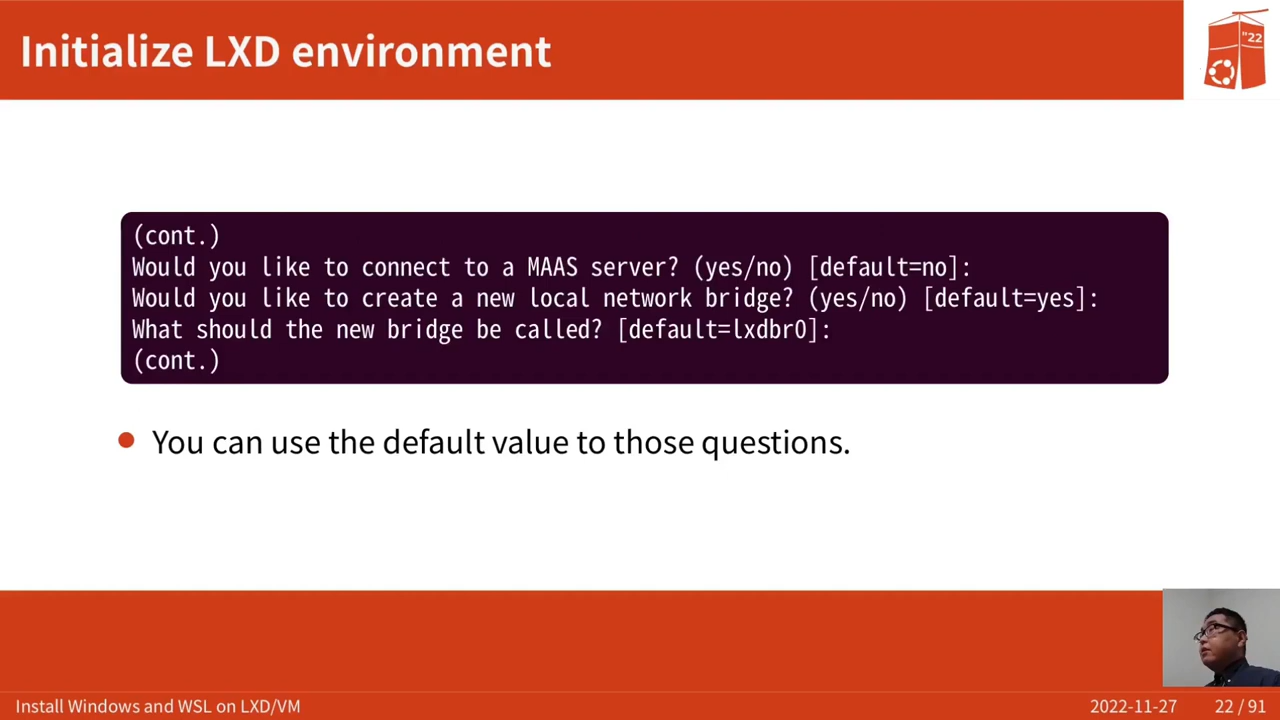 Initialize LXD environment
'22
(cont.)
Would you like to connect to a MAAS server? (yes/no) [default=no]:
Would you like to create a new local network bridge? (yes/no) [default=yes]:
What should the new bridge be called? [default=lxdbr0]:
(cont.)
You can use the default value to those questions.
Install Windows and WSL on LXD/VM
2022-11-27
22 / 91